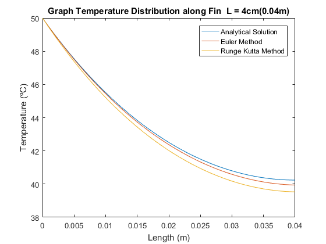 Graph Temperature Distribution along Fin L = 4cm(0.04m)
Analytical Solution
Euler Method
Runge Kutta Method
Temperature (°C)
50
48
46
44
42
40
38
0 0.005 0.01 0.015 0.02 0.025 0.03 0.035 0.04
Length (m)